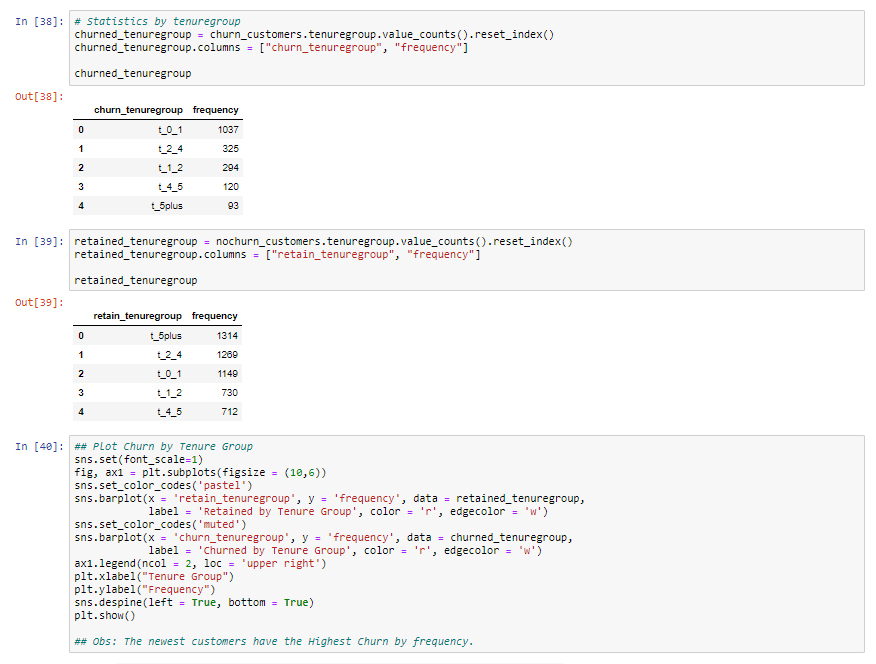 In [38]: # Statistics by tenuregroup
churned_tenuregroup = churn_customers.tenuregroup.value_counts().reset_index()
churned_tenuregroup.columns = ["churn_tenuregroup", "frequency"]
churned_tenuregroup
Out[38]:
churn_tenuregroup frequency
0 t_0_1 1037
1 t_2_4 325
2 t_1_2 294
3 t_4_5 120
4 t_5plus 93
In [39]: retained_tenuregroup = nochurn_customers.tenuregroup.value_counts().reset_index()
retained_tenuregroup.columns = ["retain_tenuregroup", "frequency"]
retained_tenuregroup
Out[39]:
retain_tenuregroup frequency
0 t_5plus 1314
1 t_2_4 1269
2 t_0_1 1149
3 t_1_2 730
4 t_4_5 712
In [40]: ## Plot Churn by Tenure Group
sns.set(font_scale=1)
fig, ax1 = plt.subplots(figsize = (10,6))
sns.set_color_codes('pastel')
sns.barplot(x = 'retain_tenuregroup', y = 'frequency', data = retained_tenuregroup,
label = 'Retained by Tenure Group', color = 'r', edgecolor = 'w')
sns.set_color_codes('muted')
sns.barplot(x = 'churn_tenuregroup', y = 'frequency', data = churned_tenuregroup,
label = 'Churned by Tenure Group', color = 'r', edgecolor = 'w')
ax1.legend(ncol = 2, loc = 'upper right')
plt.xlabel("Tenure Group")
plt.ylabel("Frequency")
sns.despine(left = True, bottom = True)
plt.show()
## Obs: The newest customers have the Highest Churn by frequency.